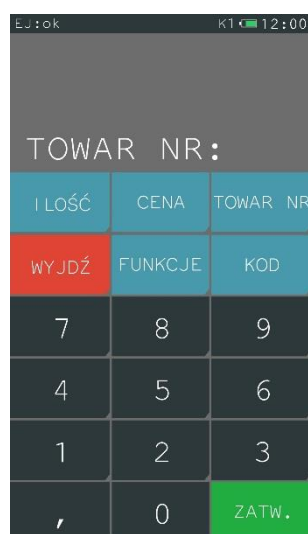 EJ:ok K1 12:00
TOWAR NR:
ILOŚĆ CENA TOWAR NR
WYJDŹ FUNKCJE KOD
7 8 9
4 5 6
1 2 3
, 0 ZATW.